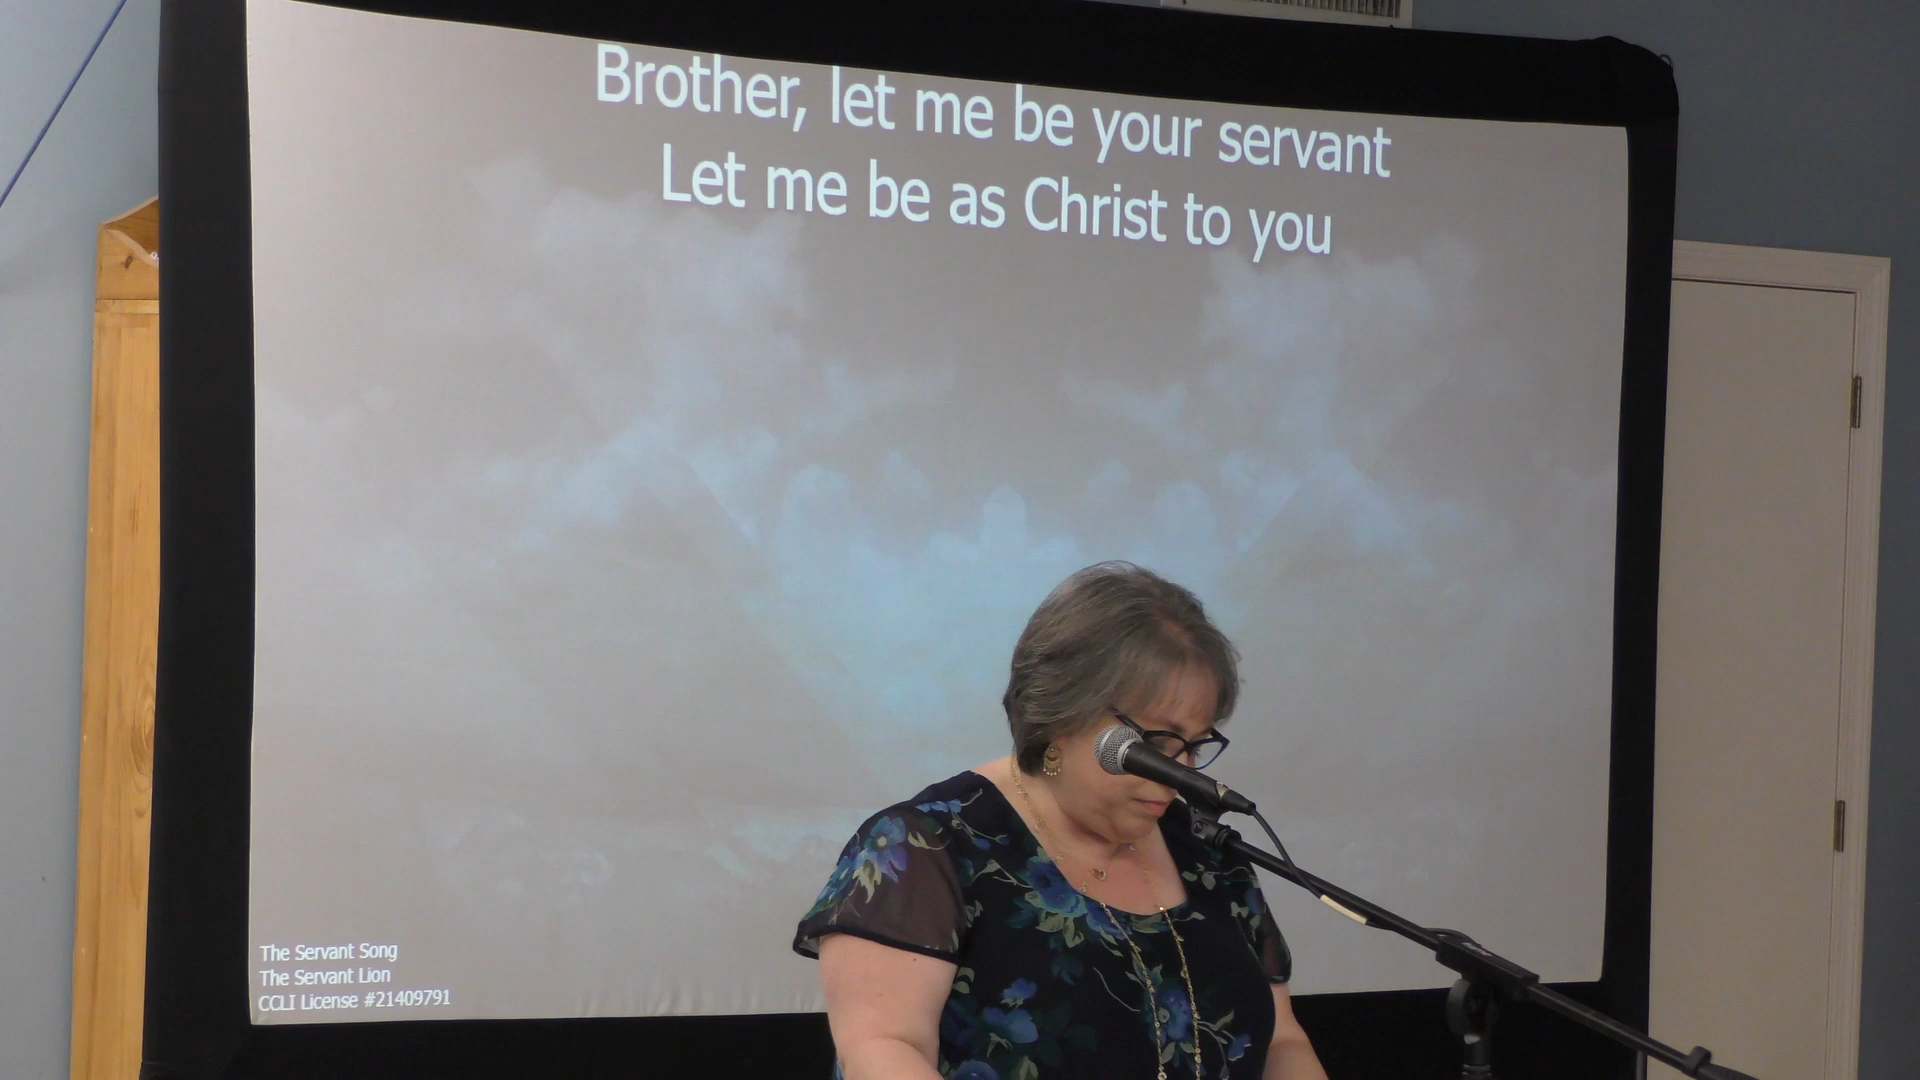 Brother, let me be your servant
Let me be as Christ to you
The Servant Song
The Servant Lion
CCLI License #21409791